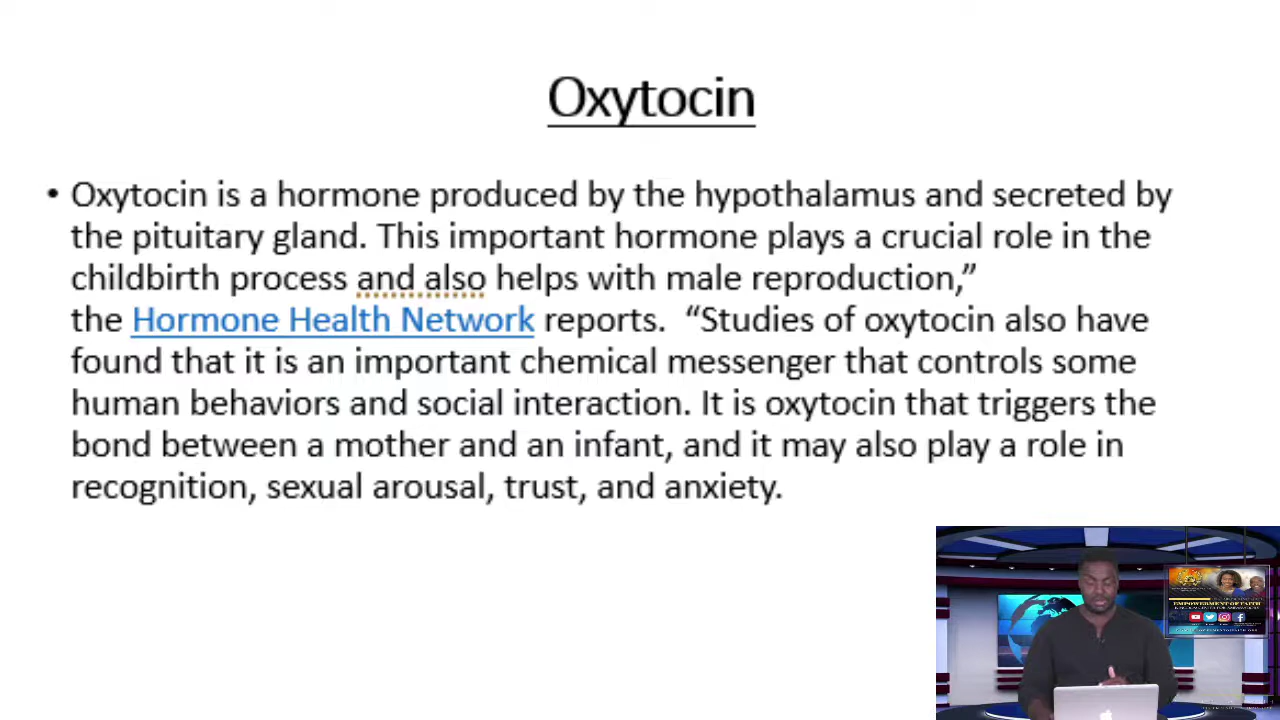 Oxytocin
• Oxytocin is a hormone produced by the hypothalamus and secreted by
the pituitary gland. This important hormone plays a crucial role in the
childbirth process and also helps with male reproduction,”
the Hormone Health Network reports.  “Studies of oxytocin also have
found that it is an important chemical messenger that controls some
human behaviors and social interaction. It is oxytocin that triggers the
bond between a mother and an infant, and it may also play a role in
recognition, sexual arousal, trust, and anxiety.
EMPOWERMENT OF FAITH